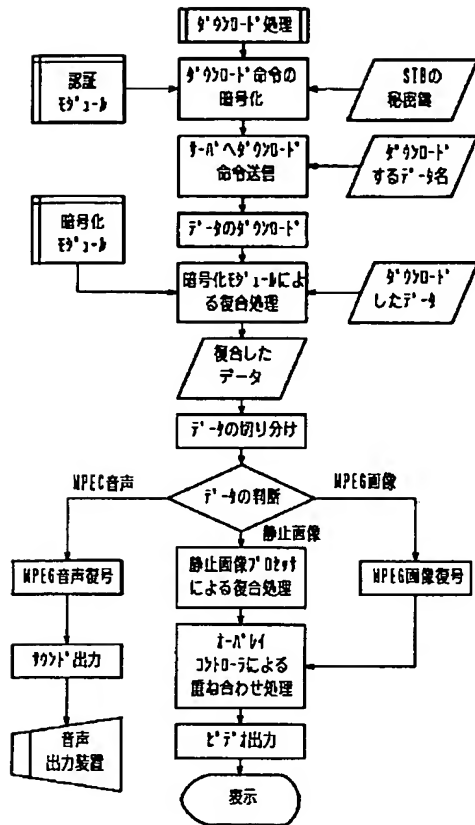 ﾀﾞｳﾝﾛｰﾄﾞ処理
認証
ﾓｼﾞｭｰﾙ
ﾀﾞｳﾝﾛｰﾄﾞ命令の
暗号化
STBの
秘密鍵
ｻｰﾊﾞへﾀﾞｳﾝﾛｰﾄﾞ
命令送信
ﾀﾞｳﾝﾛｰﾄﾞ
するﾃﾞｰﾀ名
暗号化
ﾓｼﾞｭｰﾙ
ﾃﾞｰﾀのﾀﾞｳﾝﾛｰﾄﾞ
暗号化ﾓｼﾞｭｰﾙによ
る復合処理
ﾀﾞｳﾝﾛｰﾄﾞ
したﾃﾞｰﾀ
復合した
ﾃﾞｰﾀ
ﾃﾞｰﾀの切り分け
MPEC音声
ﾃﾞｰﾀの判断
MPEG画像
静止画像
MPEG音声復号
静止画像ﾌﾟﾛｾｯｻ
による復合処理
MPEG画像復号
ｻｳﾝﾄﾞ出力
ｵｰﾊﾞﾚｲ
ｺﾝﾄﾛｰﾗによる
重ね合わせ処理
音声
出力装置
ﾋﾞﾃﾞｵ出力
表示